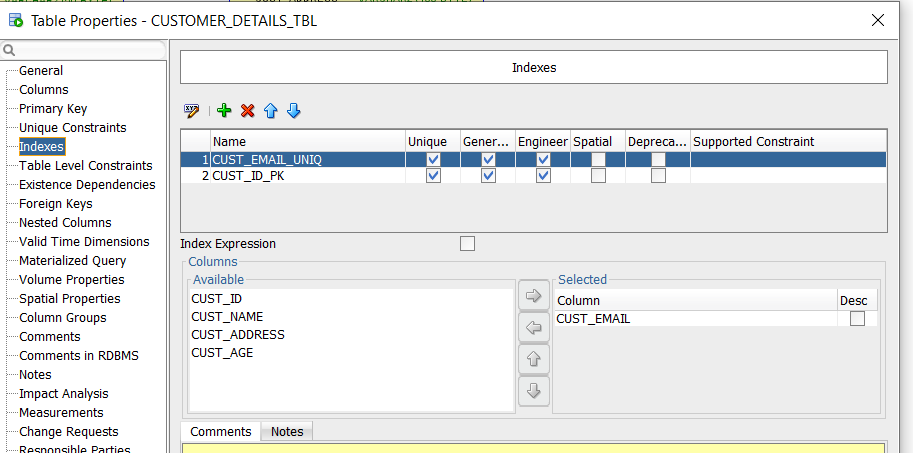 Table Properties - CUSTOMER_DETAILS_TBL
General
Columns
Primary Key
Unique Constraints
Indexes
Table Level Constraints
Existence Dependencies
Foreign Keys
Nested Columns
Valid Time Dimensions
Materialized Query
Volume Properties
Spatial Properties
Column Groups
Comments
Comments in RDBMS
Notes
Impact Analysis
Measurements
Change Requests
Responsible Parties
Indexes
Name Unique Gener... Engineer Spatial Depreca... Supported Constraint
1 CUST_EMAIL_UNIQ
2 CUST_ID_PK
Index Expression
Columns
Available
CUST_ID
CUST_NAME
CUST_ADDRESS
CUST_AGE
Selected
Column Desc
CUST_EMAIL
Comments Notes